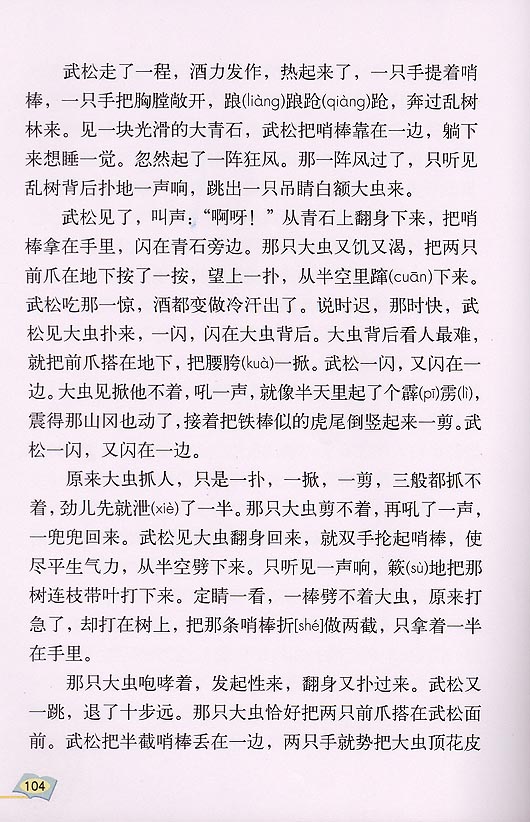 武松走了一程，酒力发作，热起来了，一只手提着哨
棒，一只手把胸膛敞开，踉(liàng)踉跄(qiàng)跄，奔过乱树
林来。见一块光滑的大青石，武松把哨棒靠在一边，躺下
来想睡一觉。忽然起了一阵狂风。那一阵风过了，只听见
乱树背后扑地一声响，跳出一只吊睛白额大虫来。
武松见了，叫声：“啊呀！”从青石上翻身下来，把哨
棒拿在手里，闪在青石旁边。那只大虫又饥又渴，把两只
前爪在地下按了一按，望上一扑，从半空里蹿(cuān)下来。
武松吃那一惊，酒都变做冷汗出了。说时迟，那时快，武
松见大虫扑来，一闪，闪在大虫背后。大虫背后看人最难，
就把前爪搭在地下，把腰胯(kuà)一掀。武松一闪，又闪在一
边。大虫见掀他不着，吼一声，就像半天里起了个霹(pī)雳(lì)，
震得那山冈也动了，接着把铁棒似的虎尾倒竖起来一剪。武
松一闪，又闪在一边。
原来大虫抓人，只是一扑，一掀，一剪，三般都抓不
着，劲儿先就泄(xiè)了一半。那只大虫剪不着，再吼了一声，
一兜兜回来。武松见大虫翻身回来，就双手抡起哨棒，使
尽平生气力，从半空劈下来。只听见一声响，簌(sù)地把那
树连枝带叶打下来。定睛一看，一棒劈不着大虫，原来打
急了，却打在树上，把那条哨棒折[shé]做两截，只拿着一半
在手里。
那只大虫咆哮着，发起性来，翻身又扑过来。武松又
一跳，退了十步远。那只大虫恰好把两只前爪搭在武松面
前。武松把半截哨棒丢在一边，两只手就势把大虫顶花皮
104